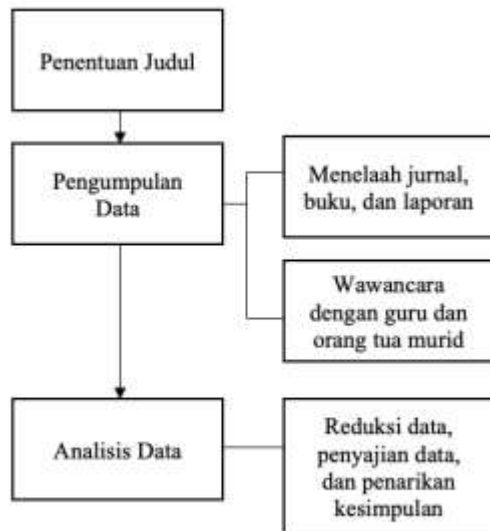 Penentuan Judul
Pengumpulan
Data
Menelaah jurnal,
buku, dan laporan
Wawancara
dengan guru dan
orang tua murid
Analisis Data
Reduksi data,
penyajian data,
dan penarikan
kesimpulan